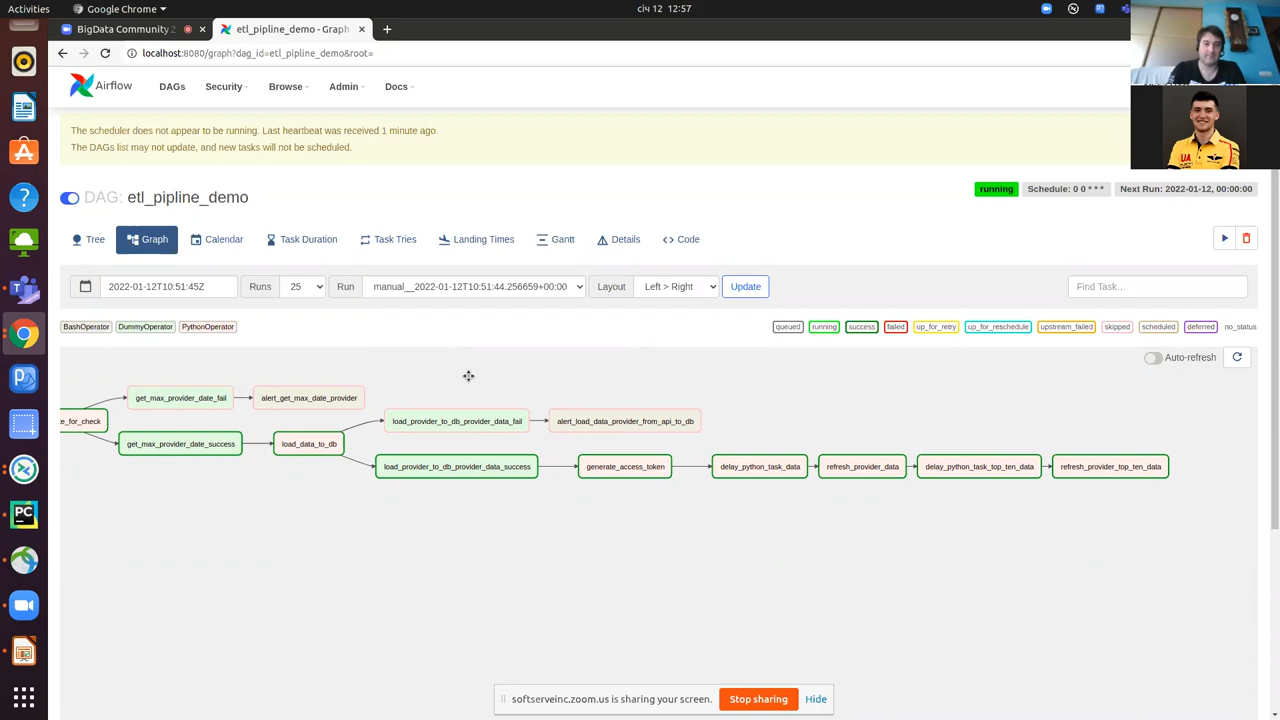 Activities
Google Chrome
січ 12 12:57
BigData Community 2
etl_pipline_demo - Graph
localhost:8080/graph?dag_id=etl_pipline_demo&root=
Airflow
DAGs
Security
Browse
Admin
Docs
The scheduler does not appear to be running. Last heartbeat was received 1 minute ago.
The DAGs list may not update, and new tasks will not be scheduled.
UA
DAG: etl_pipline_demo
running
Schedule: 0 0 * * *
Next Run: 2022-01-12, 00:00:00
Tree
Graph
Calendar
Task Duration
Task Tries
Landing Times
Gantt
Details
Code
2022-01-12T10:51:45Z
Runs
25
Run
manual__2022-01-12T10:51:44.256659+00:00
Layout
Left > Right
Update
Find Task…
BashOperator
DummyOperator
PythonOperator
queued
running
success
failed
up_for_retry
up_for_reschedule
upstream_failed
skipped
scheduled
deferred
no_status
Auto-refresh
get_max_provider_date_fail
alert_get_max_date_provider
te_for_check
load_provider_to_db_provider_data_fail
alert_load_data_provider_from_api_to_db
get_max_provider_date_success
load_data_to_db
load_provider_to_db_provider_data_success
generate_access_token
delay_python_task_data
refresh_provider_data
delay_python_task_top_ten_data
refresh_provider_top_ten_data
PC
softserveinc.zoom.us is sharing your screen.
Stop sharing
Hide